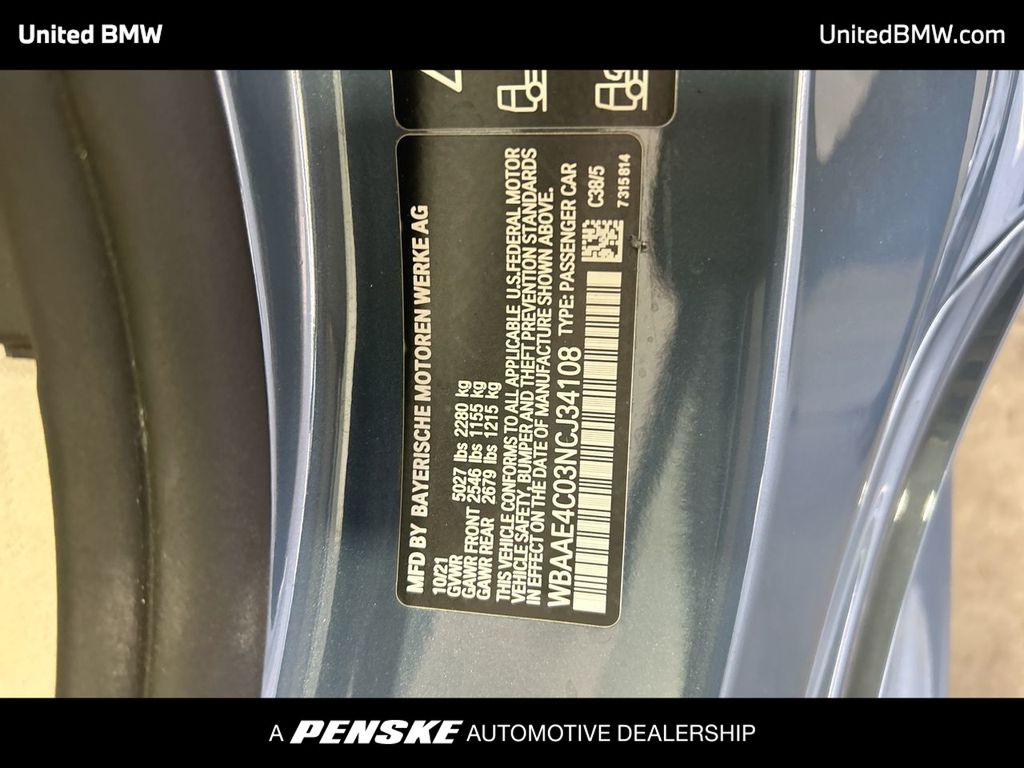 United BMW
UnitedBMW.com
MFD BY BAYERISCHE MOTOREN WERKE AG
10/21
GVWR 5027 lbs 2280 kg
GAWR FRONT 2546 lbs 1155 kg
GAWR REAR 2679 lbs 1215 kg
THIS VEHICLE CONFORMS TO ALL APPLICABLE U.S.FEDERAL MOTOR
VEHICLE SAFETY, BUMPER AND THEFT PREVENTION STANDARDS
IN EFFECT ON THE DATE OF MANUFACTURE SHOWN ABOVE.
WBAAE4C03NCJ34108 TYPE: PASSENGER CAR
C38/5
7 315 814
A PENSKE AUTOMOTIVE DEALERSHIP